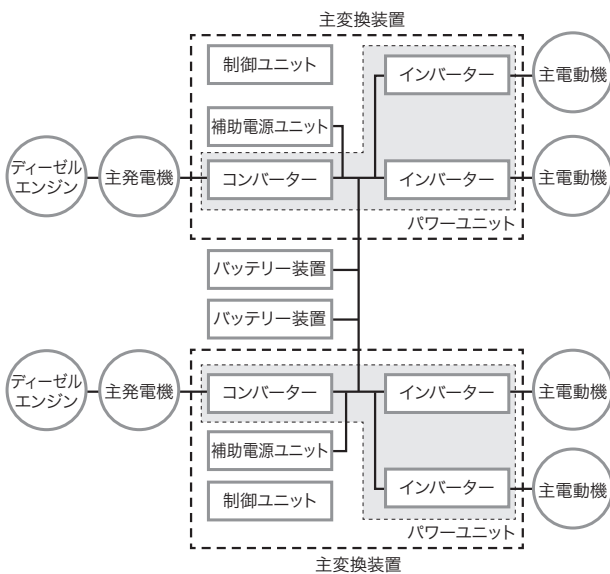 主変換装置
制御ユニット
インバーター
主電動機
補助電源ユニット
ディーゼル
エンジン
主発電機
コンバーター
インバーター
主電動機
パワーユニット
バッテリー装置
バッテリー装置
ディーゼル
エンジン
主発電機
コンバーター
インバーター
主電動機
補助電源ユニット
制御ユニット
インバーター
主電動機
パワーユニット
主変換装置